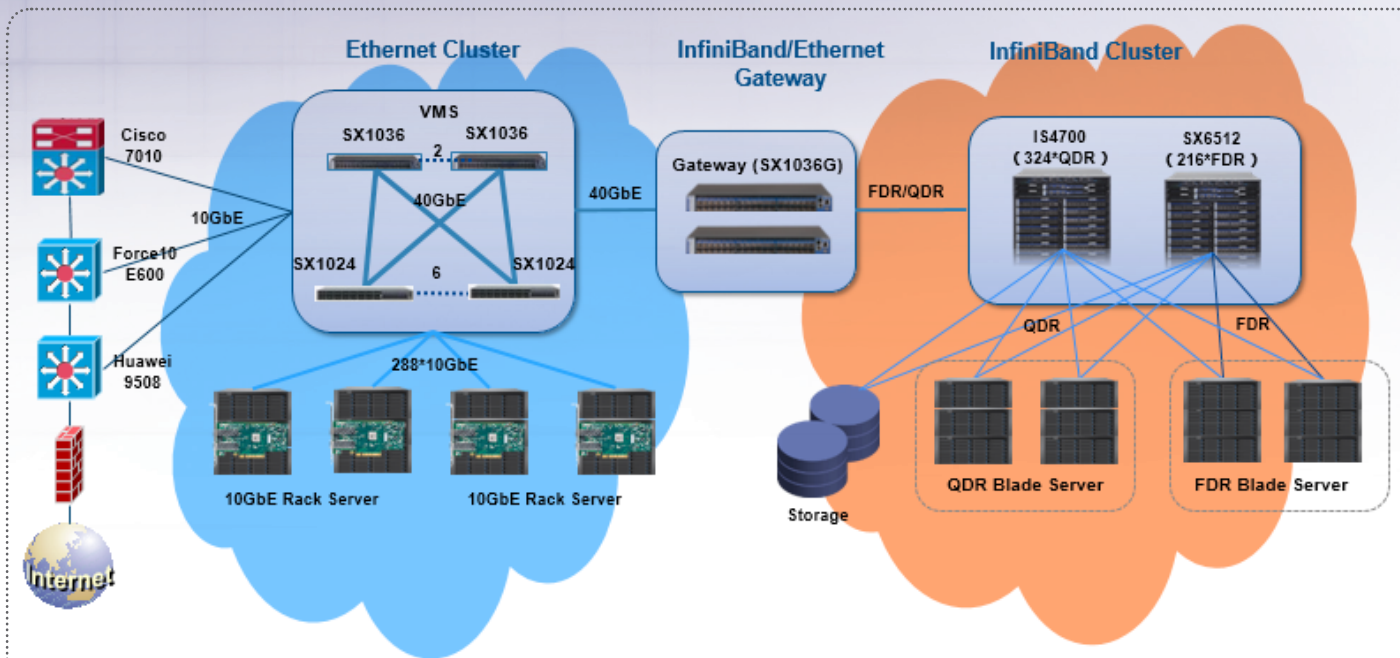 Ethernet Cluster
InfiniBand/Ethernet
Gateway
InfiniBand Cluster
VMS
SX1036
SX1036
2
40GbE
SX1024
SX1024
6
Cisco
7010
10GbE
Force10
E600
Huawei
9508
Internet
288*10GbE
10GbE Rack Server
10GbE Rack Server
40GbE
Gateway (SX1036G)
FDR/QDR
IS4700
( 324*QDR )
SX6512
( 216*FDR )
QDR
FDR
Storage
QDR Blade Server
FDR Blade Server